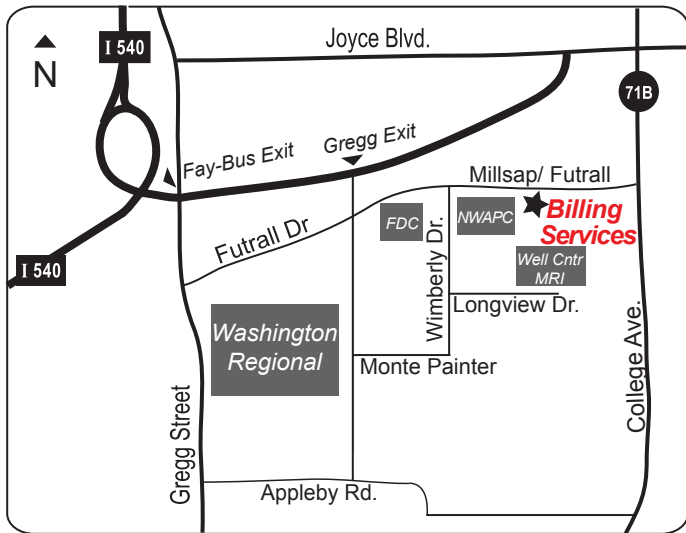 I 540
N
Joyce Blvd.
71B
Fay-Bus Exit
Gregg Exit
Millsap/ Futrall
Futrall Dr
FDC
NWAPC
Billing
Services
Well Cntr
MRI
I 540
Wimberly Dr.
Longview Dr.
Washington
Regional
Monte Painter
College Ave.
Gregg Street
Appleby Rd.